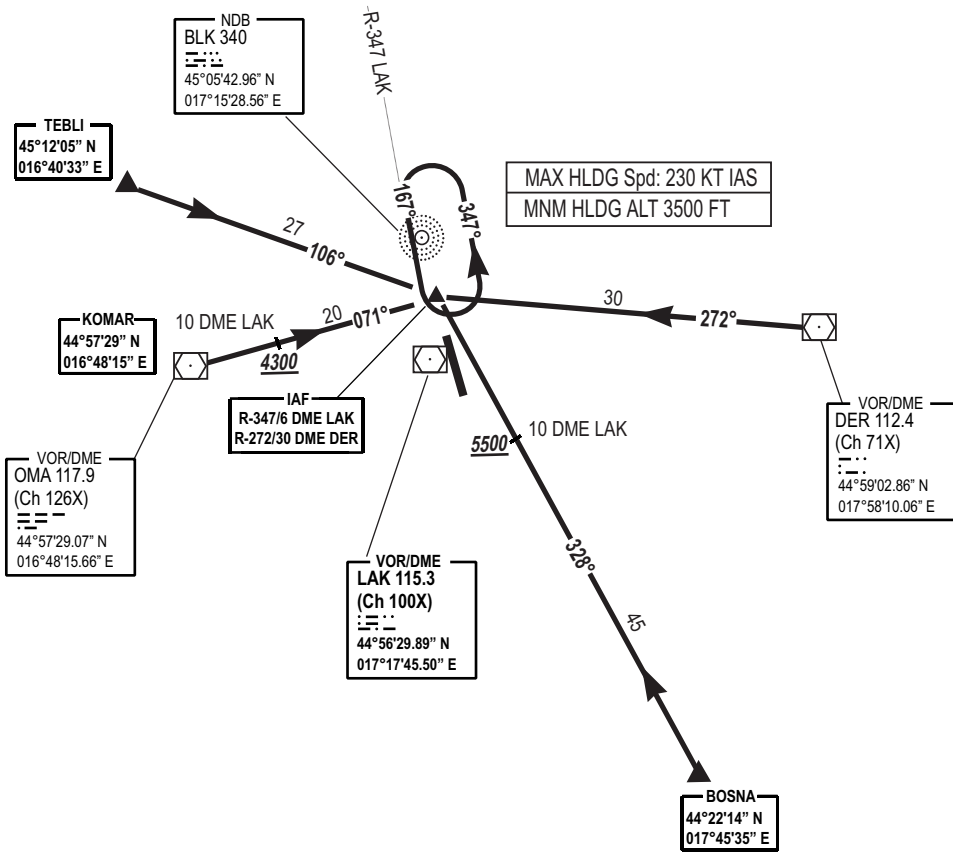 NDB
BLK 340
45°05'42.96” N
017°15'28.56” E
R-347 LAK
TEBLI
45°12'05” N
016°40'33” E
MAX HLDG Spd: 230 KT IAS
MNM HLDG ALT 3500 FT
167°
347°
27
106°
KOMAR
44°57'29” N
016°48'15” E
10 DME LAK
20
071°
4300
30
272°
IAF
R-347/6 DME LAK
R-272/30 DME DER
5500
10 DME LAK
VOR/DME
DER 112.4
(Ch 71X)
44°59'02.86” N
017°58'10.06” E
VOR/DME
OMA 117.9
(Ch 126X)
44°57'29.07” N
016°48'15.66” E
VOR/DME
LAK 115.3
(Ch 100X)
44°56'29.89” N
017°17'45.50” E
328°
45
BOSNA
44°22'14” N
017°45'35” E